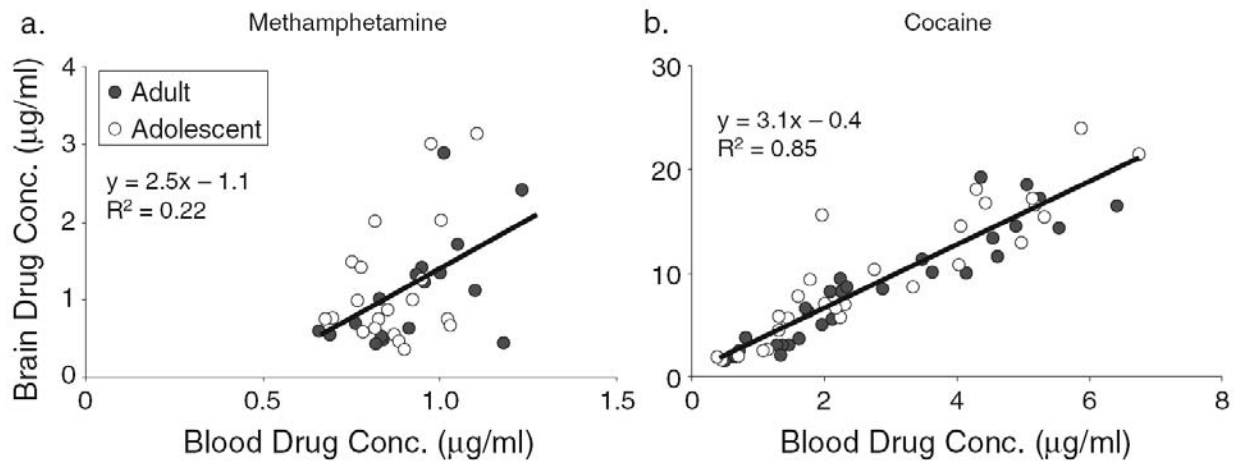 a.
Methamphetamine
Brain Drug Conc. (µg/ml)
4
3
2
1
0
Adult
Adolescent
y = 2.5x – 1.1
R² = 0.22
0
0.5
1.0
1.5
Blood Drug Conc. (µg/ml)
b.
Cocaine
30
20
10
0
y = 3.1x – 0.4
R² = 0.85
0
2
4
6
8
Blood Drug Conc. (µg/ml)